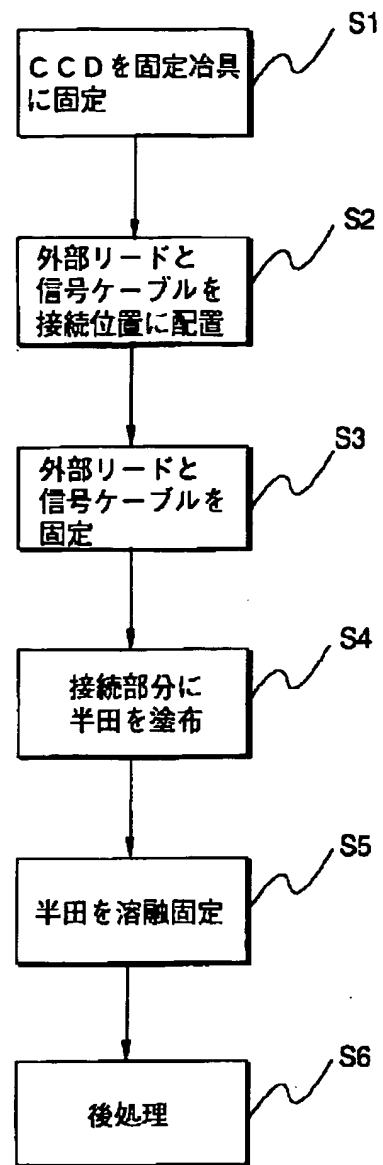 S1
CCDを固定冶具
に固定
S2
外部リードと
信号ケーブルを
接続位置に配置
S3
外部リードと
信号ケーブルを
固定
S4
接続部分に
半田を塗布
S5
半田を溶融固定
S6
後処理